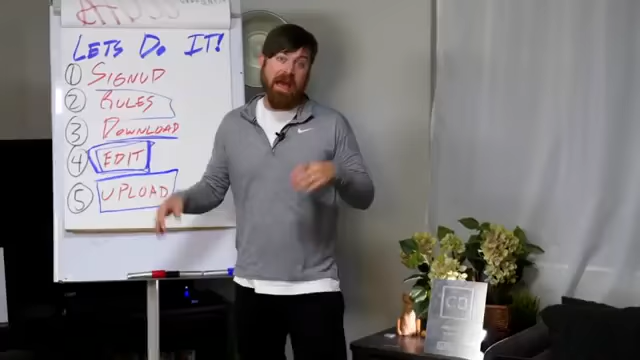 LETS DO IT!
1 SIGNUP
2 RULES
3 DOWNLOAD
4 EDIT
5 UPLOAD